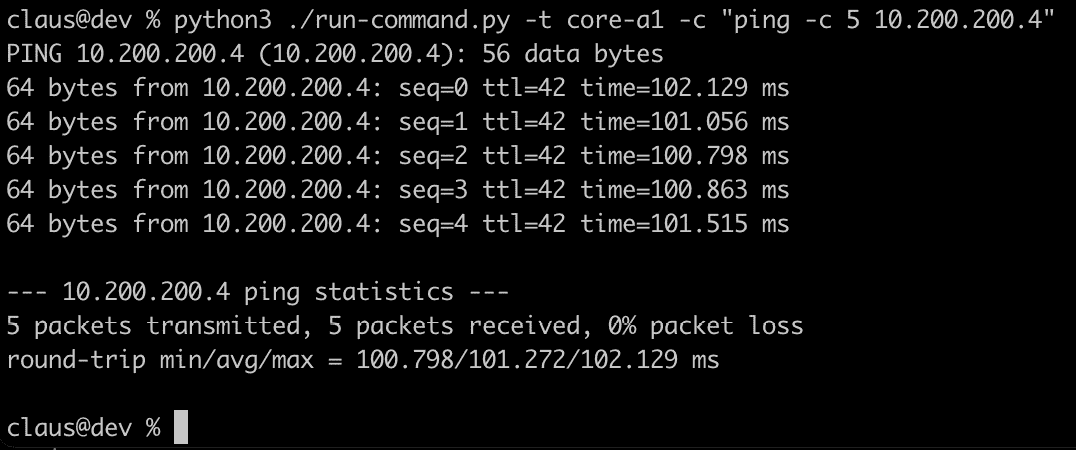 claus@dev % python3 ./run-command.py -t core-a1 -c "ping -c 5 10.200.200.4"
PING 10.200.200.4 (10.200.200.4): 56 data bytes
64 bytes from 10.200.200.4: seq=0 ttl=42 time=102.129 ms
64 bytes from 10.200.200.4: seq=1 ttl=42 time=101.056 ms
64 bytes from 10.200.200.4: seq=2 ttl=42 time=100.798 ms
64 bytes from 10.200.200.4: seq=3 ttl=42 time=100.863 ms
64 bytes from 10.200.200.4: seq=4 ttl=42 time=101.515 ms
--- 10.200.200.4 ping statistics ---
5 packets transmitted, 5 packets received, 0% packet loss
round-trip min/avg/max = 100.798/101.272/102.129 ms
claus@dev %